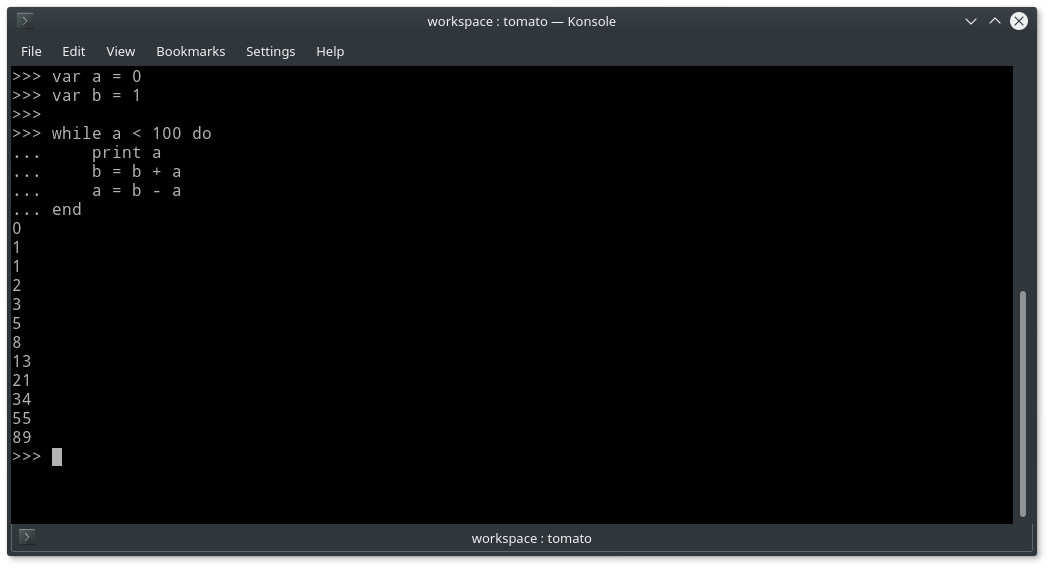 workspace : tomato — Konsole
File Edit View Bookmarks Settings Help
>>> var a = 0
>>> var b = 1
>>>
>>> while a < 100 do
...     print a
...     b = b + a
...     a = b - a
... end
0
1
1
2
3
5
8
13
21
34
55
89
>>>
workspace : tomato